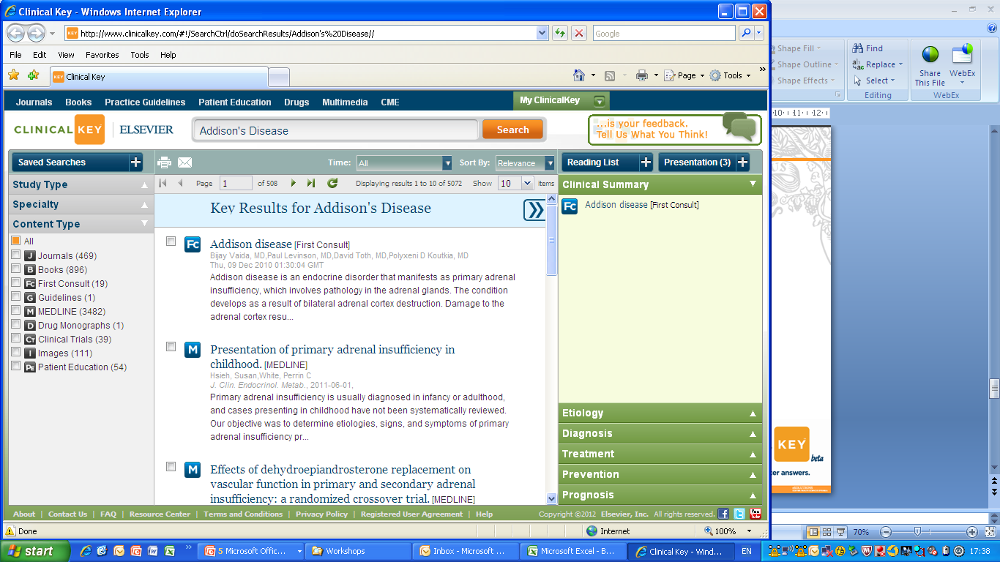 Clinical Key - Windows Internet Explorer
http://www.clinicalkey.com/#!/SearchCtrl/doSearchResults/Addison's%20Disease//
Google
File Edit View Favorites Tools Help
Clinical Key
Page Tools
Journals Books Practice Guidelines Patient Education Drugs Multimedia CME
My ClinicalKey
CLINICAL KEY ELSEVIER
Addison's Disease
Search
...is your feedback.
Tell Us What You Think!
Saved Searches
Time: All Sort By: Relevance
Reading List Presentation (3)
Study Type
Specialty
Content Type
All
J Journals (469)
B Books (896)
Fc First Consult (19)
G Guidelines (1)
M MEDLINE (3482)
D Drug Monographs (1)
CT Clinical Trials (39)
I Images (111)
PE Patient Education (54)
Page 1 of 508 Displaying results 1 to 10 of 5072 Show 10 items
Key Results for Addison's Disease
Fc Addison disease [First Consult]
Bijay Vaida, MD,Paul Levinson, MD,David Toth, MD,Polyxeni D Koutkia, MD
Thu, 09 Dec 2010 01:30:04 GMT
Addison disease is an endocrine disorder that manifests as primary adrenal
insufficiency, which involves pathology in the adrenal glands. The condition
develops as a result of bilateral adrenal cortex destruction. Damage to the
adrenal cortex resu...
M Presentation of primary adrenal insufficiency in
childhood. [MEDLINE]
Hsieh, Susan,White, Perrin C
J. Clin. Endocrinol. Metab., 2011-06-01,
Primary adrenal insufficiency is usually diagnosed in infancy or adulthood,
and cases presenting in childhood have not been systematically reviewed.
Our objective was to determine etiologies, signs, and symptoms of primary
adrenal insufficiency pr...
M Effects of dehydroepiandrosterone replacement on
vascular function in primary and secondary adrenal
insufficiency: a randomized crossover trial. [MEDLINE]
Clinical Summary
Fc Addison disease [First Consult]
Etiology
Diagnosis
Treatment
Prevention
Prognosis
About | Contact Us | FAQ | Resource Center | Terms and Conditions | Privacy Policy | Registered User Agreement | Help
Copyright ©2012 Elsevier, Inc. All rights reserved.
You Tube
Done Internet 100%
Shape Fill
Shape Outline
Shape Effects
Find
Replace
Select
Editing
Share
This File
WebEx
WebEx
10 11 12
KEY
beta
ter answers.
70%
start
5 Microsoft Offic...
Workshops
Inbox - Microsoft ...
Microsoft Excel - B...
Clinical Key - Wind...
EN
17:38